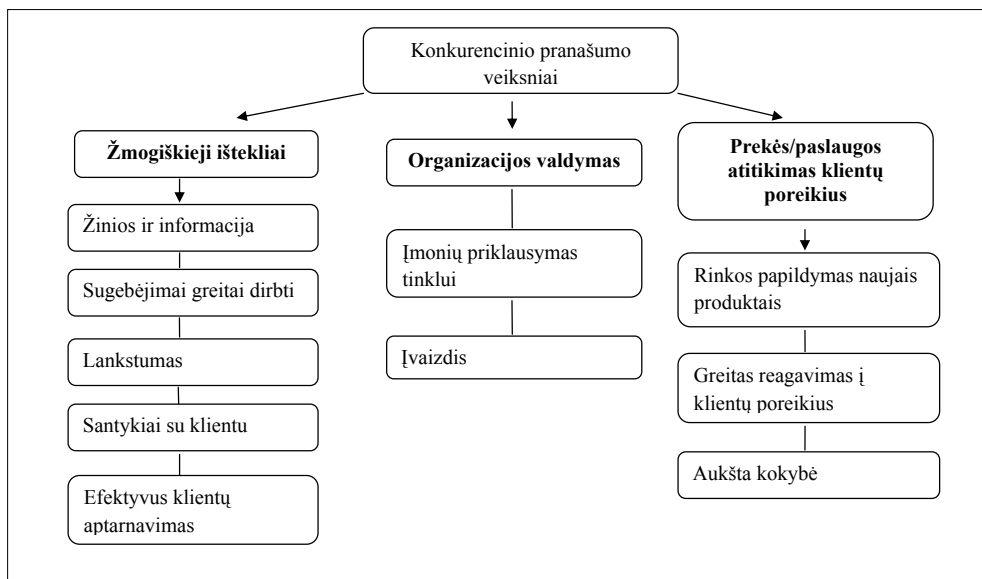 Konkurencinio pranašumo
veiksniai
Žmogiškieji ištekliai
Žinios ir informacija
Sugebėjimai greitai dirbti
Lankstumas
Santykiai su klientu
Efektyvus klientų
aptarnavimas
Organizacijos valdymas
Įmonių priklausymas
tinklui
Įvaizdis
Prekės/paslaugos
atitikimas klientų
poreikius
Rinkos papildymas naujais
produktais
Greitas reagavimas į
klientų poreikius
Aukšta kokybė